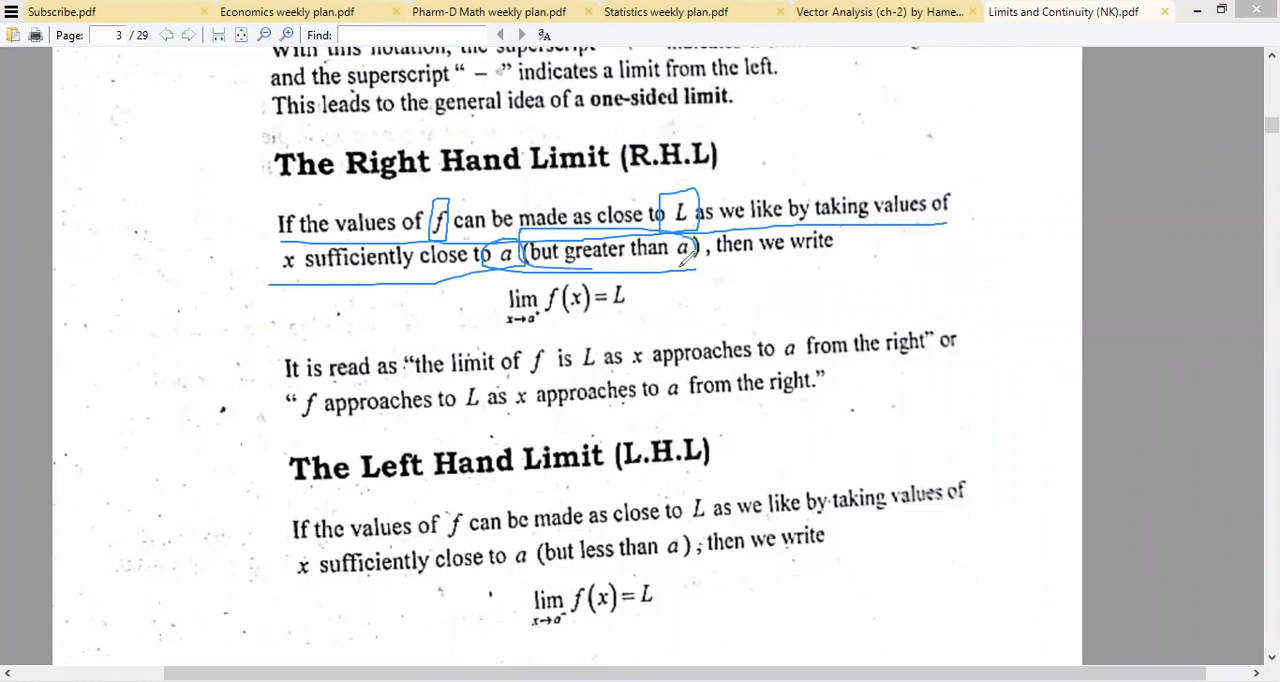 Subscribe.pdf × Economics weekly plan.pdf × Pharm-D Math weekly plan.pdf × Statistics weekly plan.pdf × Vector Analysis (ch-2) by Hame... × Limits and Continuity (NK).pdf ×
Page: 3 / 29 Find:
With this notation, the superscript
and the superscript “ – ” indicates a limit from the left.
This leads to the general idea of a one-sided limit.
The Right Hand Limit (R.H.L)
If the values of f can be made as close to L as we like by taking values of
x sufficiently close to a (but greater than a), then we write
lim f(x) = L
x→a⁺
It is read as “the limit of f is L as x approaches to a from the right” or
“ f approaches to L as x approaches to a from the right.”
The Left Hand Limit (L.H.L)
If the values of f can be made as close to L as we like by taking values of
x sufficiently close to a (but less than a), then we write
lim f(x) = L
x→a⁻